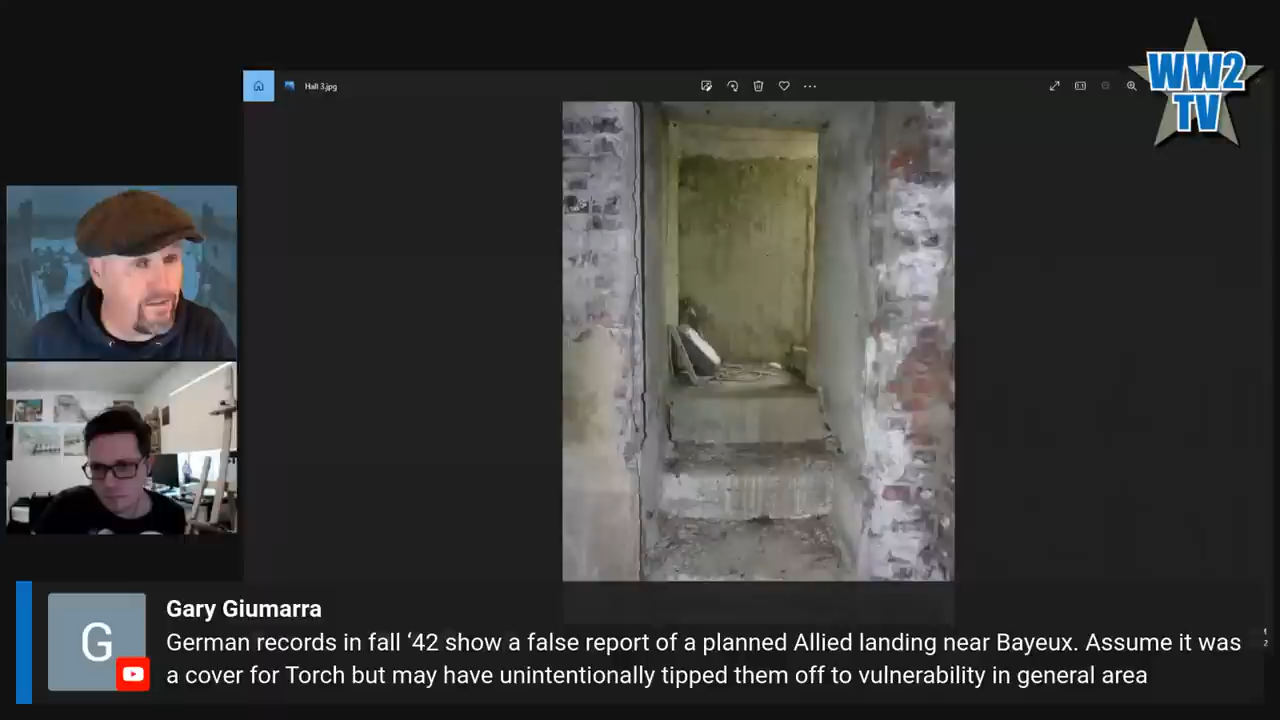 WW2
TV
Hall 3.jpg
G
Gary Giumarra
German records in fall ‘42 show a false report of a planned Allied landing near Bayeux. Assume it was
a cover for Torch but may have unintentionally tipped them off to vulnerability in general area